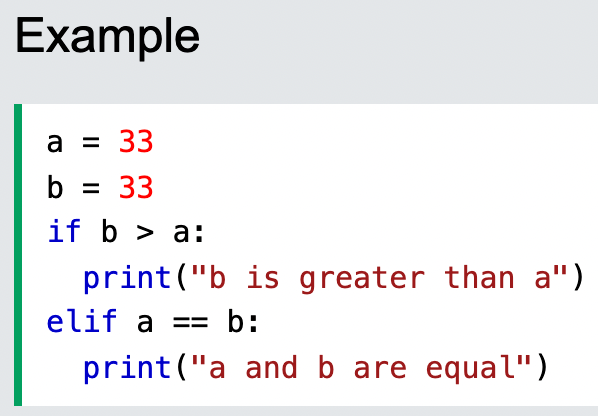 Example
a = 33
b = 33
if b > a:
  print("b is greater than a")
elif a == b:
  print("a and b are equal")